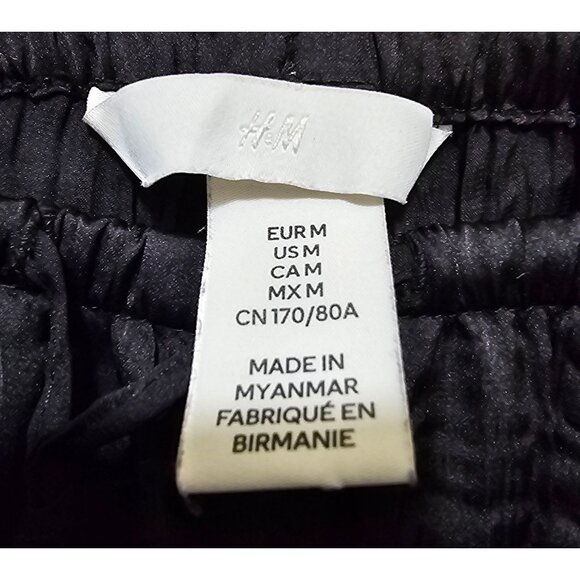 H&M
EUR M
US M
CA M
MX M
CN 170/80A
MADE IN
MYANMAR
FABRIQUÉ EN
BIRMANIE